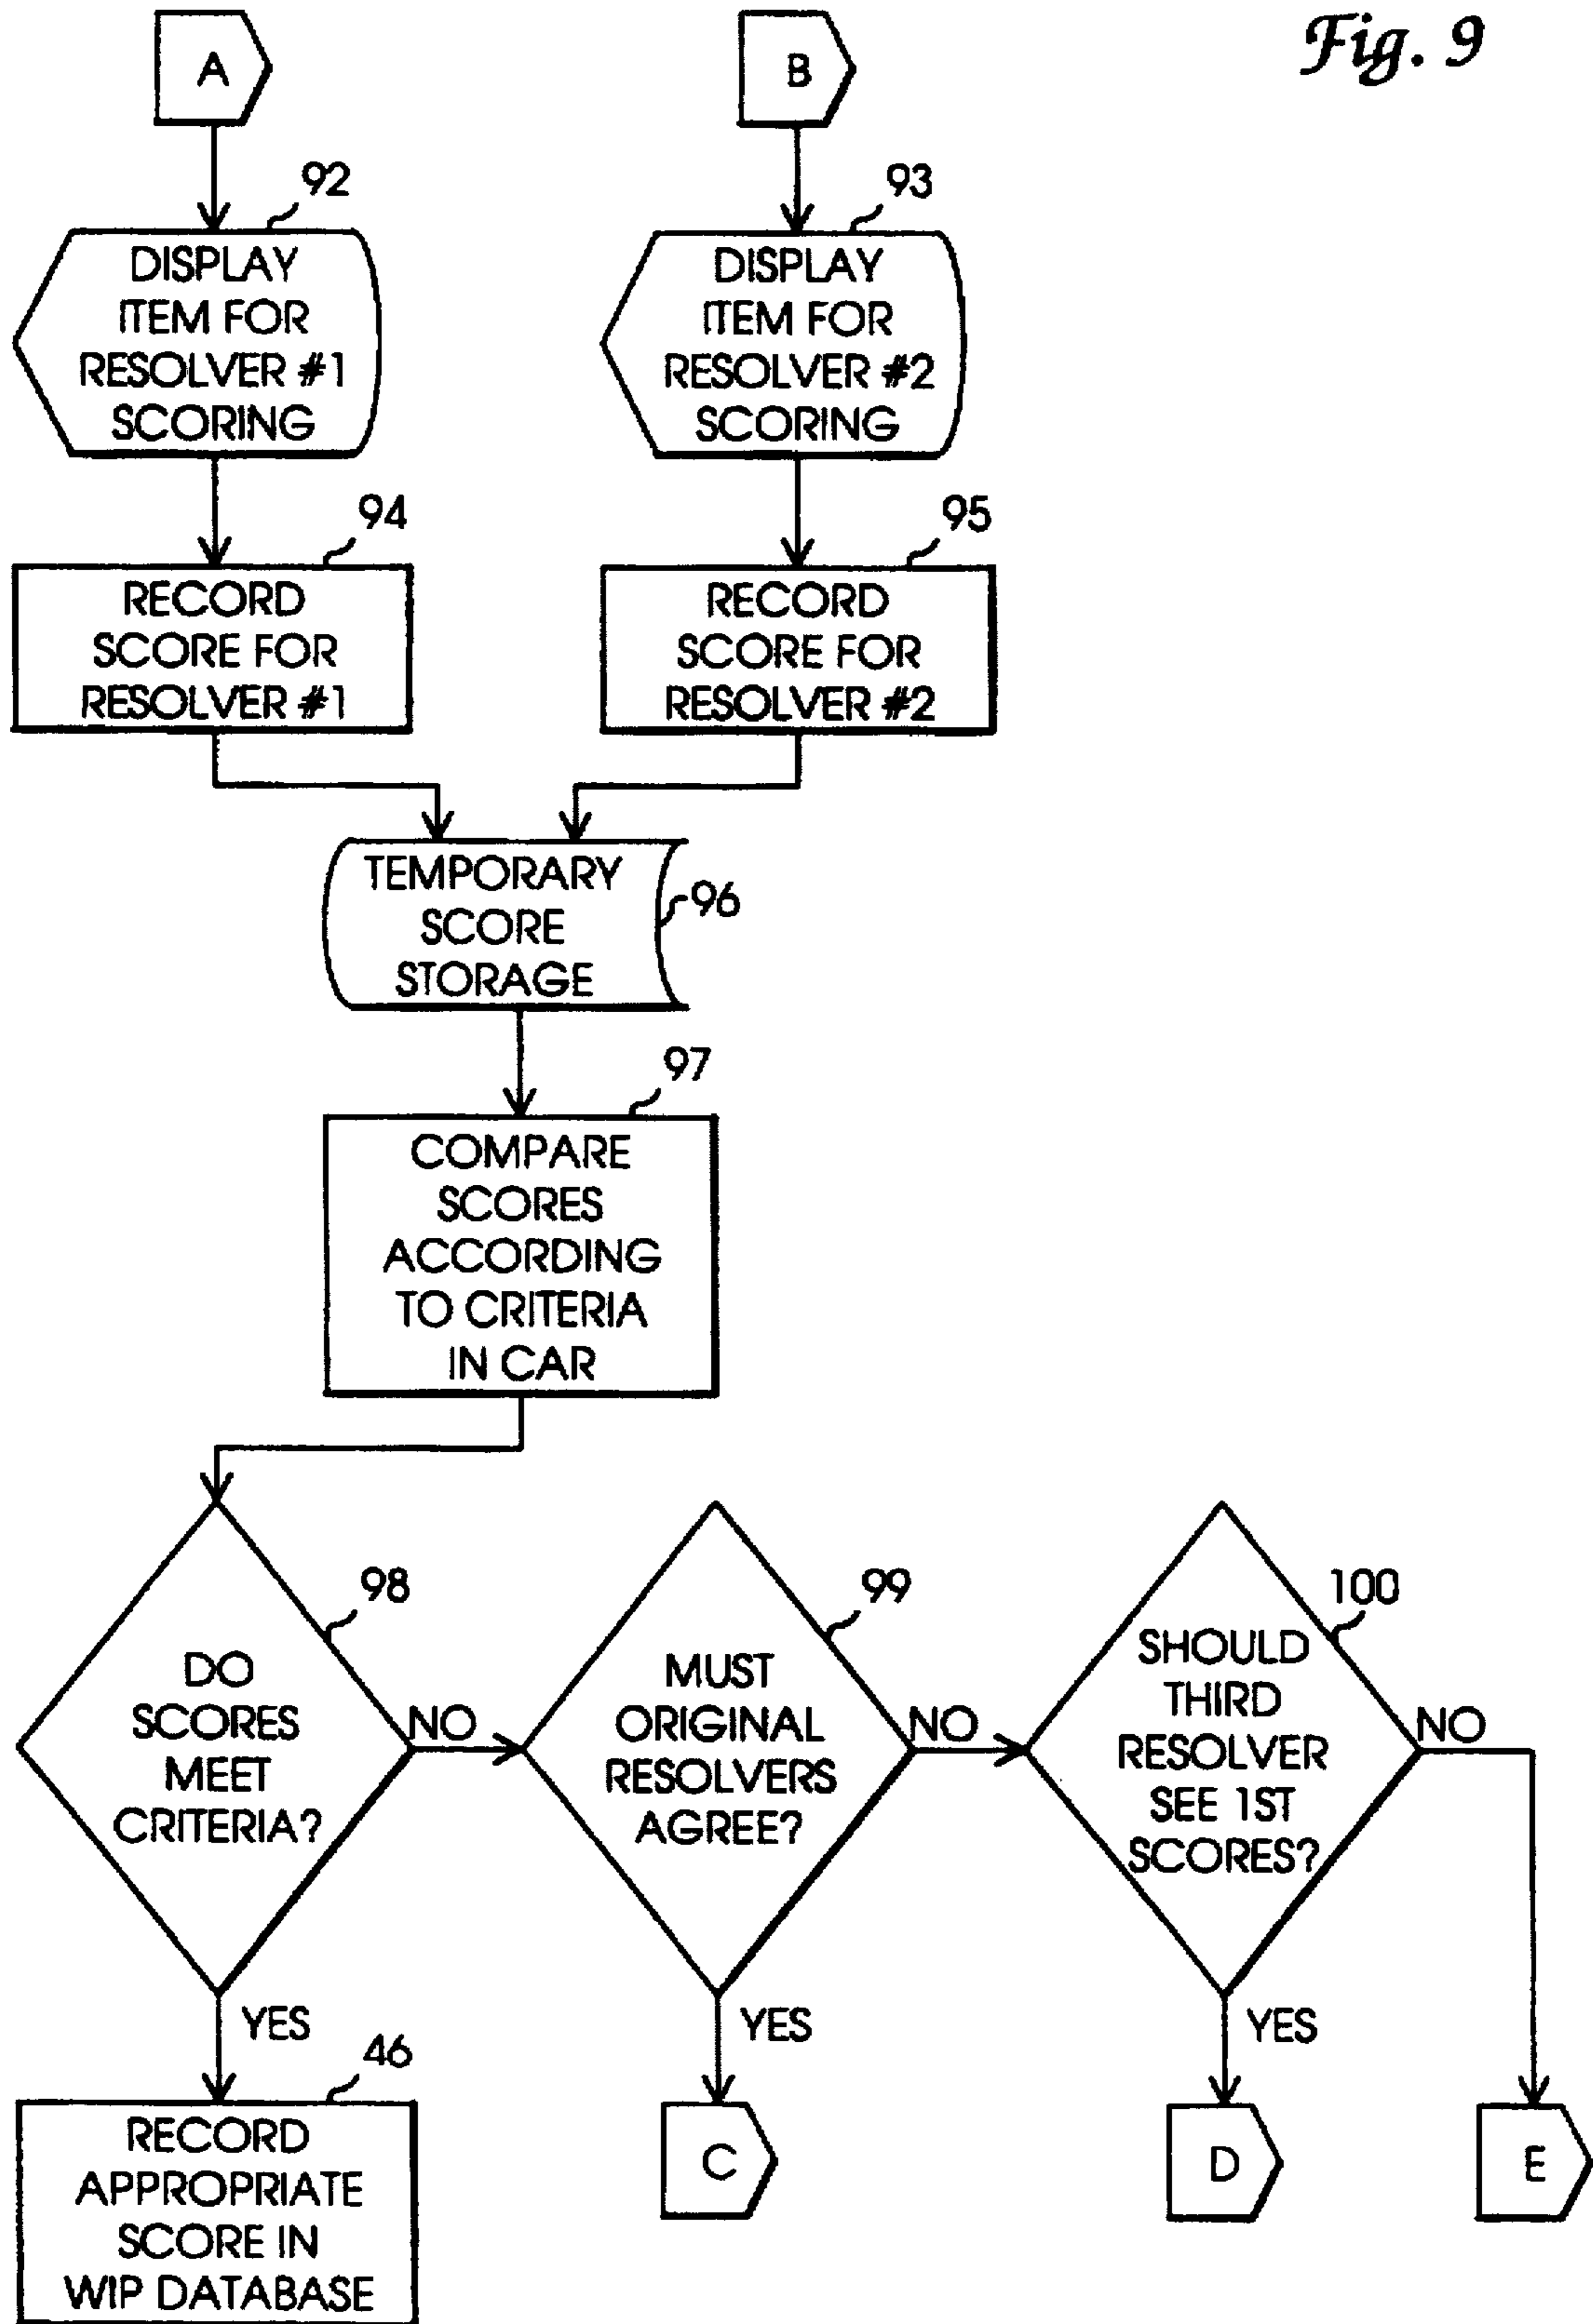 Fig. 9
A
B
92
93
DISPLAY
ITEM FOR
RESOLVER #1
SCORING
DISPLAY
ITEM FOR
RESOLVER #2
SCORING
94
95
RECORD
SCORE FOR
RESOLVER #1
RECORD
SCORE FOR
RESOLVER #2
TEMPORARY
SCORE
STORAGE
96
97
COMPARE
SCORES
ACCORDING
TO CRITERIA
IN CAR
98
DO
SCORES
MEET
CRITERIA?
NO
YES
99
MUST
ORIGINAL
RESOLVERS
AGREE?
NO
YES
100
SHOULD
THIRD
RESOLVER
SEE 1ST
SCORES?
NO
YES
46
RECORD
APPROPRIATE
SCORE IN
WIP DATABASE
C
D
E